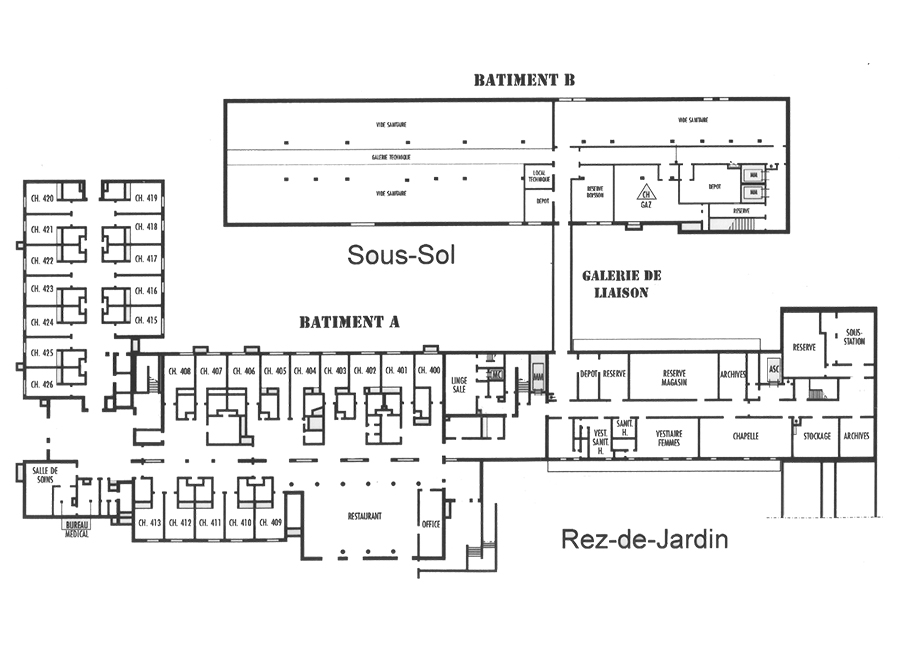 BATIMENT B
VIDE SANITAIRE
VIDE SANITAIRE
GALERIE TECHNIQUE
VIDE SANITAIRE
LOCAL
TECHNIQUE
DEPOT
RESERVE
BOISSON
CH
GAZ
DEPOT
MM
MM
RESERVE
Sous-Sol
GALERIE DE
LIAISON
BATIMENT A
CH. 420
CH. 419
CH. 421
CH. 418
CH. 422
CH. 417
CH. 423
CH. 416
CH. 424
CH. 415
CH. 425
CH. 426
CH. 408
CH. 407
CH. 406
CH. 405
CH. 404
CH. 403
CH. 402
CH. 401
CH. 400
LINGE
SALE
MC
MM
DEPOT
RESERVE
RESERVE
MAGASIN
ARCHIVES
ASC
RESERVE
SOUS-
STATION
VEST.
SANIT.
H.
SANIT.
H.
VESTIAIRE
FEMMES
CHAPELLE
STOCKAGE
ARCHIVES
SALLE DE
SOINS
BUREAU
MEDICAL
CH. 413
CH. 412
CH. 411
CH. 410
CH. 409
RESTAURANT
OFFICE
Rez-de-Jardin